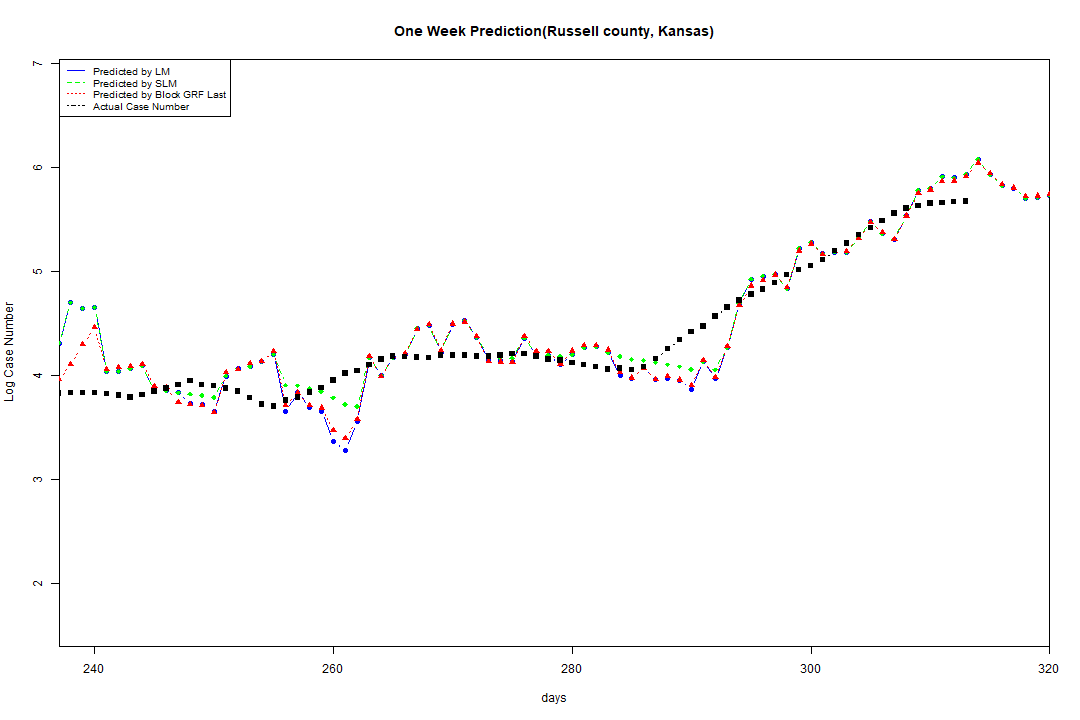 One Week Prediction(Russell county, Kansas)
Predicted by LM
Predicted by SLM
Predicted by Block GRF Last
Actual Case Number
7
6
5
4
3
2
Log Case Number
240 260 280 300 320
days